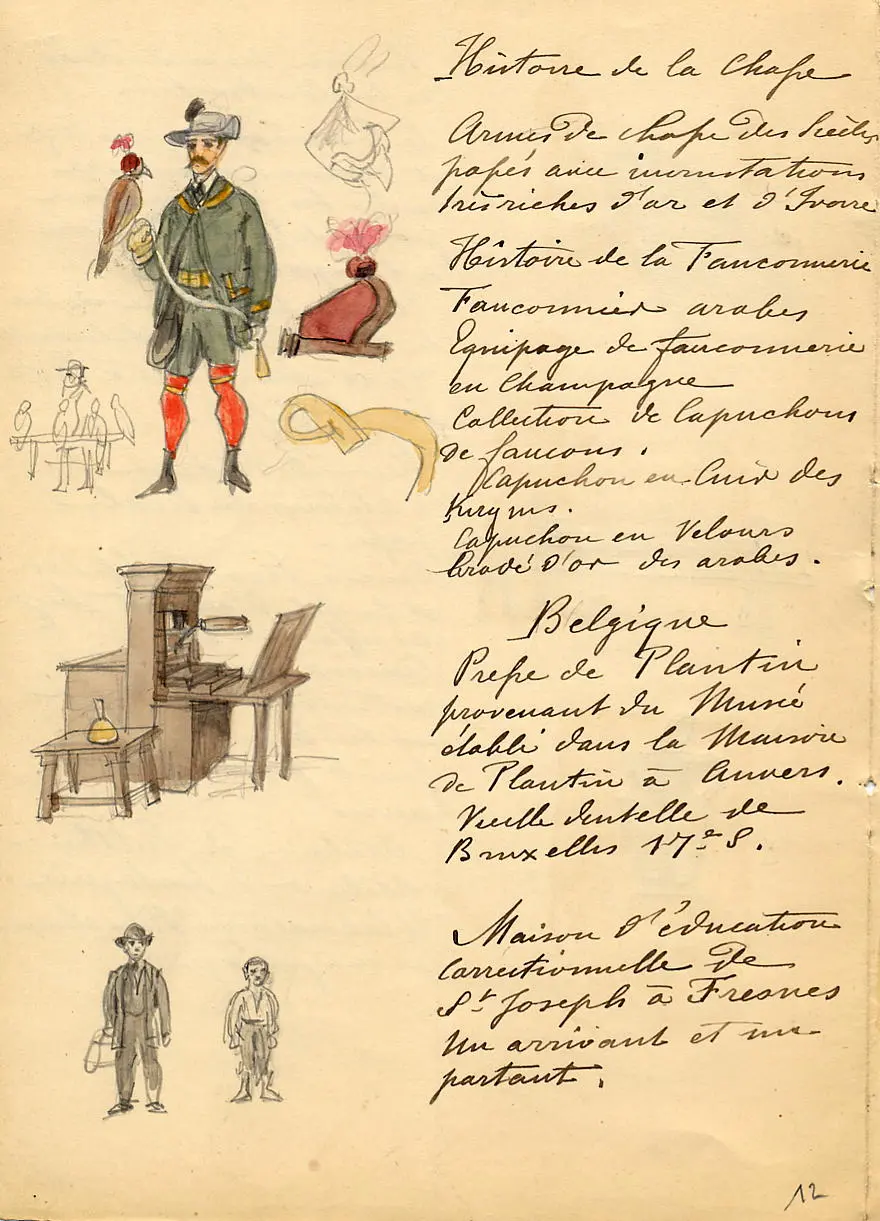 Histoire de la Chasse
Armes de chasse des Siècles
passés avec incrustations
très riches d'or et d'Ivoire
Histoire de la Fauconnerie
Fauconnier arabes
Equipage de fauconnerie
en Champagne
Collection de Capuchons
de faucons.
Capuchon en Cuir des
Capuchon en Velours
brodé d'or des arabes.
Belgique
Presse de Plantin
provenant du Musée
établi dans la Maison
de Plantin à Anvers.
Vieille dentelle de
Bruxelles 17e S.
Maison d'éducation
Correctionnelle de
St Joseph à Fresnes
Un arrivant et un
partant.
12